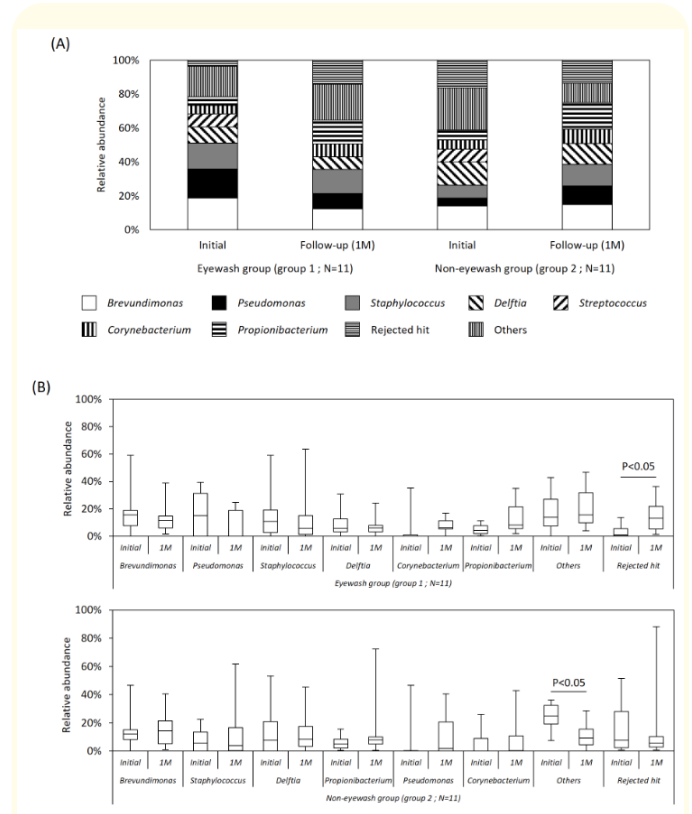 (A)
100%
80%
60%
40%
20%
0%
Relative abundance
Initial Follow-up (1M) Initial Follow-up (1M)
Eyewash group (group 1 ; N=11) Non-eyewash group (group 2 ; N=11)
Brevundimonas Pseudomonas Staphylococcus Delftia Streptococcus
Corynebacterium Propionibacterium Rejected hit Others
(B)
100%
80%
60%
40%
20%
0%
Relative abundance
P<0.05
Initial 1M Initial 1M Initial 1M Initial 1M Initial 1M Initial 1M Initial 1M Initial 1M
Brevundimonas Pseudomonas Staphylococcus Delftia Corynebacterium Propionibacterium Others Rejected hit
Eyewash group (group 1 ; N=11)
100%
80%
60%
40%
20%
0%
Relative abundance
P<0.05
Initial 1M Initial 1M Initial 1M Initial 1M Initial 1M Initial 1M Initial 1M Initial 1M
Brevundimonas Staphylococcus Delftia Propionibacterium Pseudomonas Corynebacterium Others Rejected hit
Non-eyewash group (group 2 ; N=11)